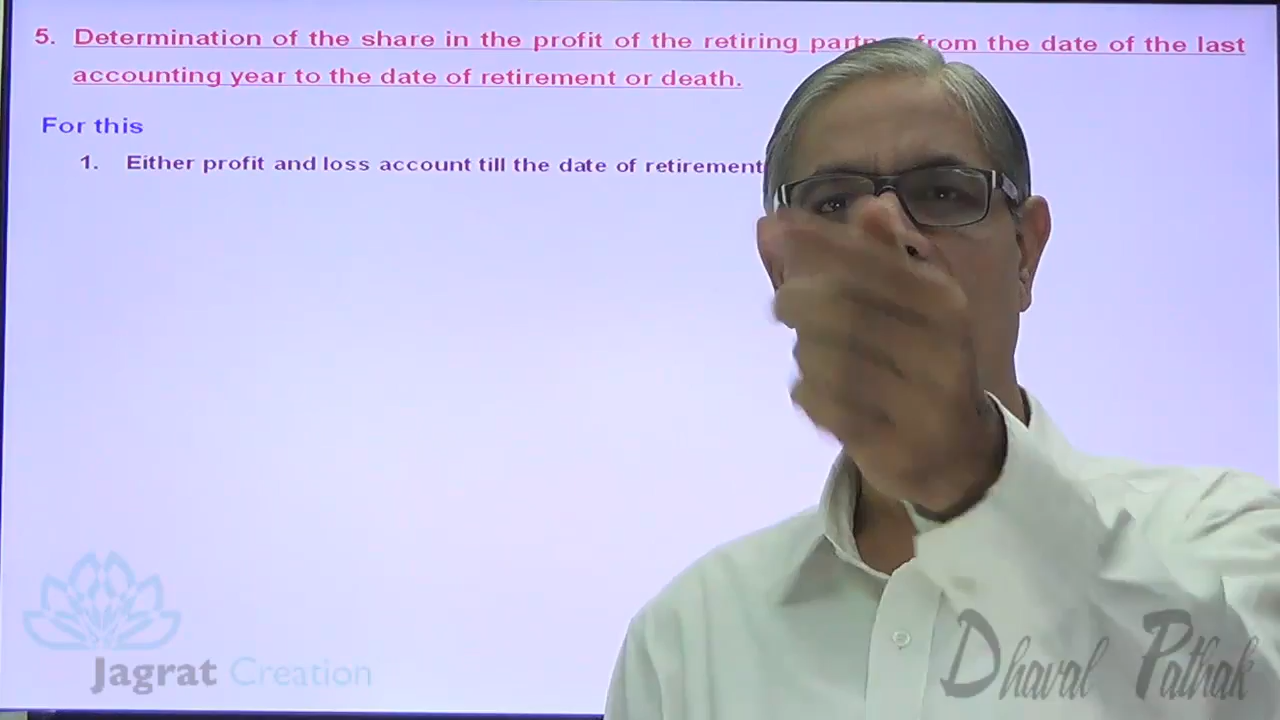 5. Determination of the share in the profit of the retiring from the date of the last
accounting year to the date of retirement or death.
For this
1. Either profit and loss account till the date of retirement
Jagrat Creation
Dhaval Pathak